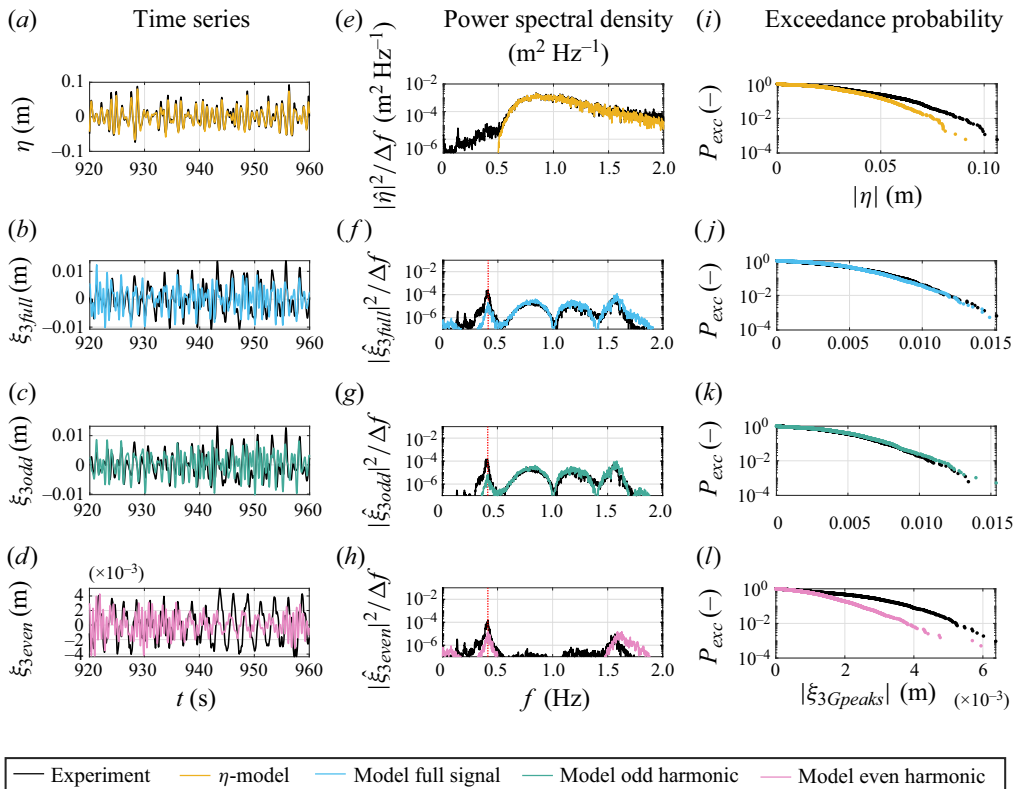 (a) Time series (e) Power spectral density (i) Exceedance probability
(m² Hz⁻¹)
η (m)
0.1
0
−0.1
920 930 940 950 960
|η̂|²/Δf (m² Hz⁻¹)
10⁻²
10⁻⁴
10⁻⁶
0 0.5 1.0 1.5 2.0
P_exc (−)
10⁰
10⁻²
10⁻⁴
0 0.05 0.10
|η| (m)
(b) (f) (j)
ξ_3full (m)
0.01
0
−0.01
920 930 940 950 960
|ξ̂_3full|²/Δf
10⁻²
10⁻⁴
10⁻⁶
0 0.5 1.0 1.5 2.0
P_exc (−)
10⁰
10⁻²
10⁻⁴
0 0.005 0.010 0.015
(c) (g) (k)
ξ_3odd (m)
0.01
0
−0.01
920 930 940 950 960
|ξ̂_3odd|²/Δf
10⁻²
10⁻⁴
10⁻⁶
0 0.5 1.0 1.5 2.0
P_exc (−)
10⁰
10⁻²
10⁻⁴
0 0.005 0.010 0.015
(d) (h) (l)
(×10⁻³)
ξ_3even (m)
4
2
0
−2
−4
920 930 940 950 960
t (s)
|ξ̂_3even|²/Δf
10⁻²
10⁻⁴
10⁻⁶
0 0.5 1.0 1.5 2.0
f (Hz)
P_exc (−)
10⁰
10⁻²
10⁻⁴
0 2 4 6
|ξ_3Gpeaks| (m) (×10⁻³)
Experiment η-model Model full signal Model odd harmonic Model even harmonic